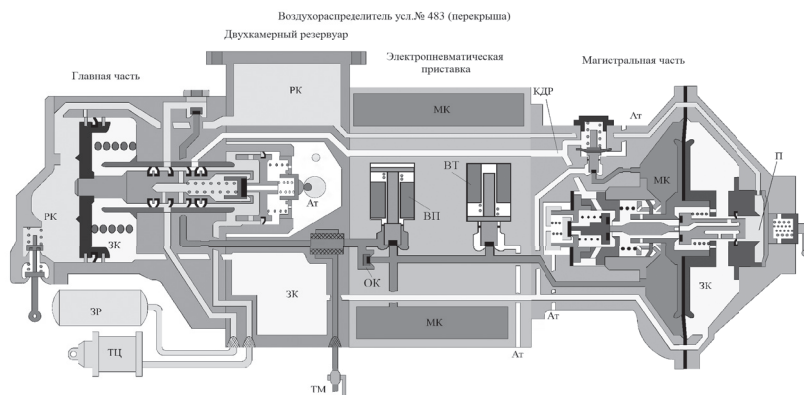 Воздухораспределитель усл.№ 483 (перекрыша)
Двухкамерный резервуар
Электропневматическая
приставка
Магистральная часть
Главная часть
КДР
РК
МК
Ат
ВТ
П
МК
ВП
Ат
РК
ЗК
ЗК
ОК
ЗК
ЗР
МК
Ат
Ат
ТЦ
ТМ